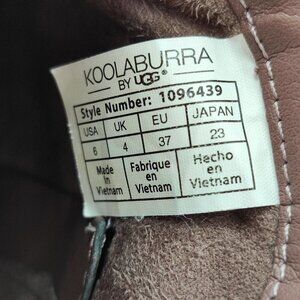 KOOLABURRA
BY UGG®
Style Number: 1096439
USA UK EU JAPAN
6 4 37 23
Made in Vietnam
Fabrique en Vietnam
Hecho en Vietnam